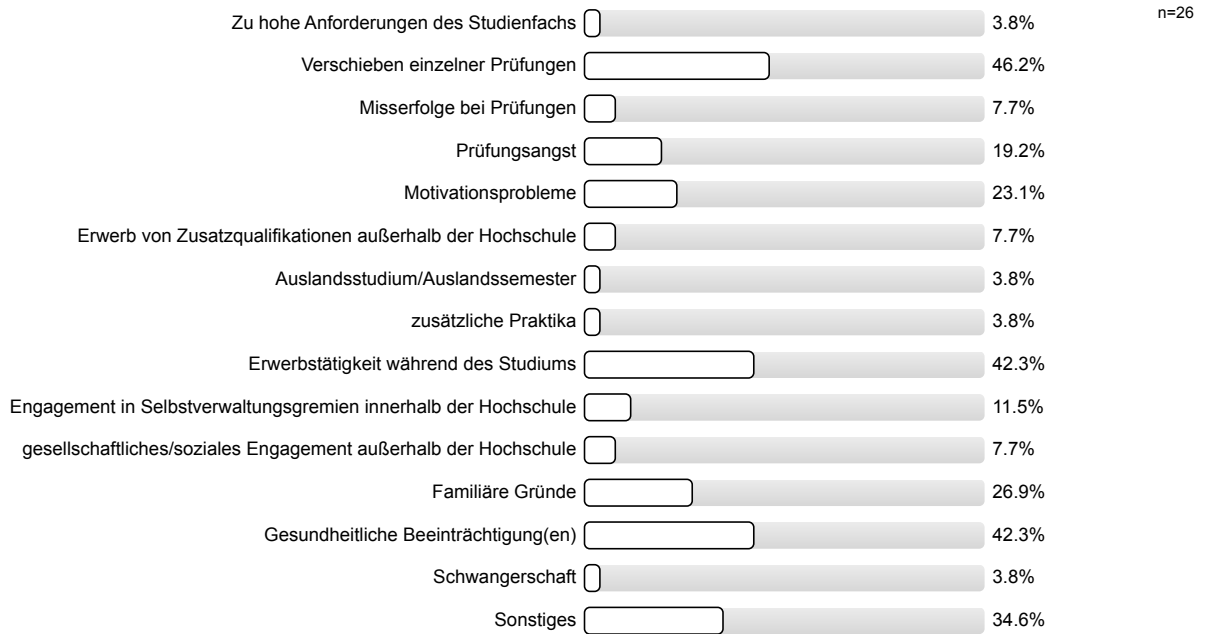 n=26
Zu hohe Anforderungen des Studienfachs 3.8%
Verschieben einzelner Prüfungen 46.2%
Misserfolge bei Prüfungen 7.7%
Prüfungsangst 19.2%
Motivationsprobleme 23.1%
Erwerb von Zusatzqualifikationen außerhalb der Hochschule 7.7%
Auslandsstudium/Auslandssemester 3.8%
zusätzliche Praktika 3.8%
Erwerbstätigkeit während des Studiums 42.3%
Engagement in Selbstverwaltungsgremien innerhalb der Hochschule 11.5%
gesellschaftliches/soziales Engagement außerhalb der Hochschule 7.7%
Familiäre Gründe 26.9%
Gesundheitliche Beeinträchtigung(en) 42.3%
Schwangerschaft 3.8%
Sonstiges 34.6%